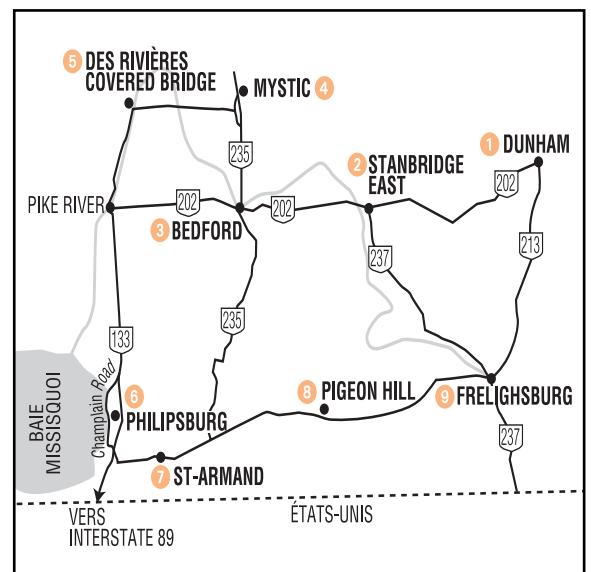 5 DES RIVIÈRES
COVERED BRIDGE
MYSTIC 4
1 DUNHAM
235
2 STANBRIDGE
EAST
202
PIKE RIVER
202
202
3 BEDFORD
237
213
235
133
BAIE
MISSISQUOI
Champlain Road
6
PHILIPSBURG
8 PIGEON HILL
9 FRELIGHSBURG
237
7 ST-ARMAND
VERS
INTERSTATE 89
ÉTATS-UNIS